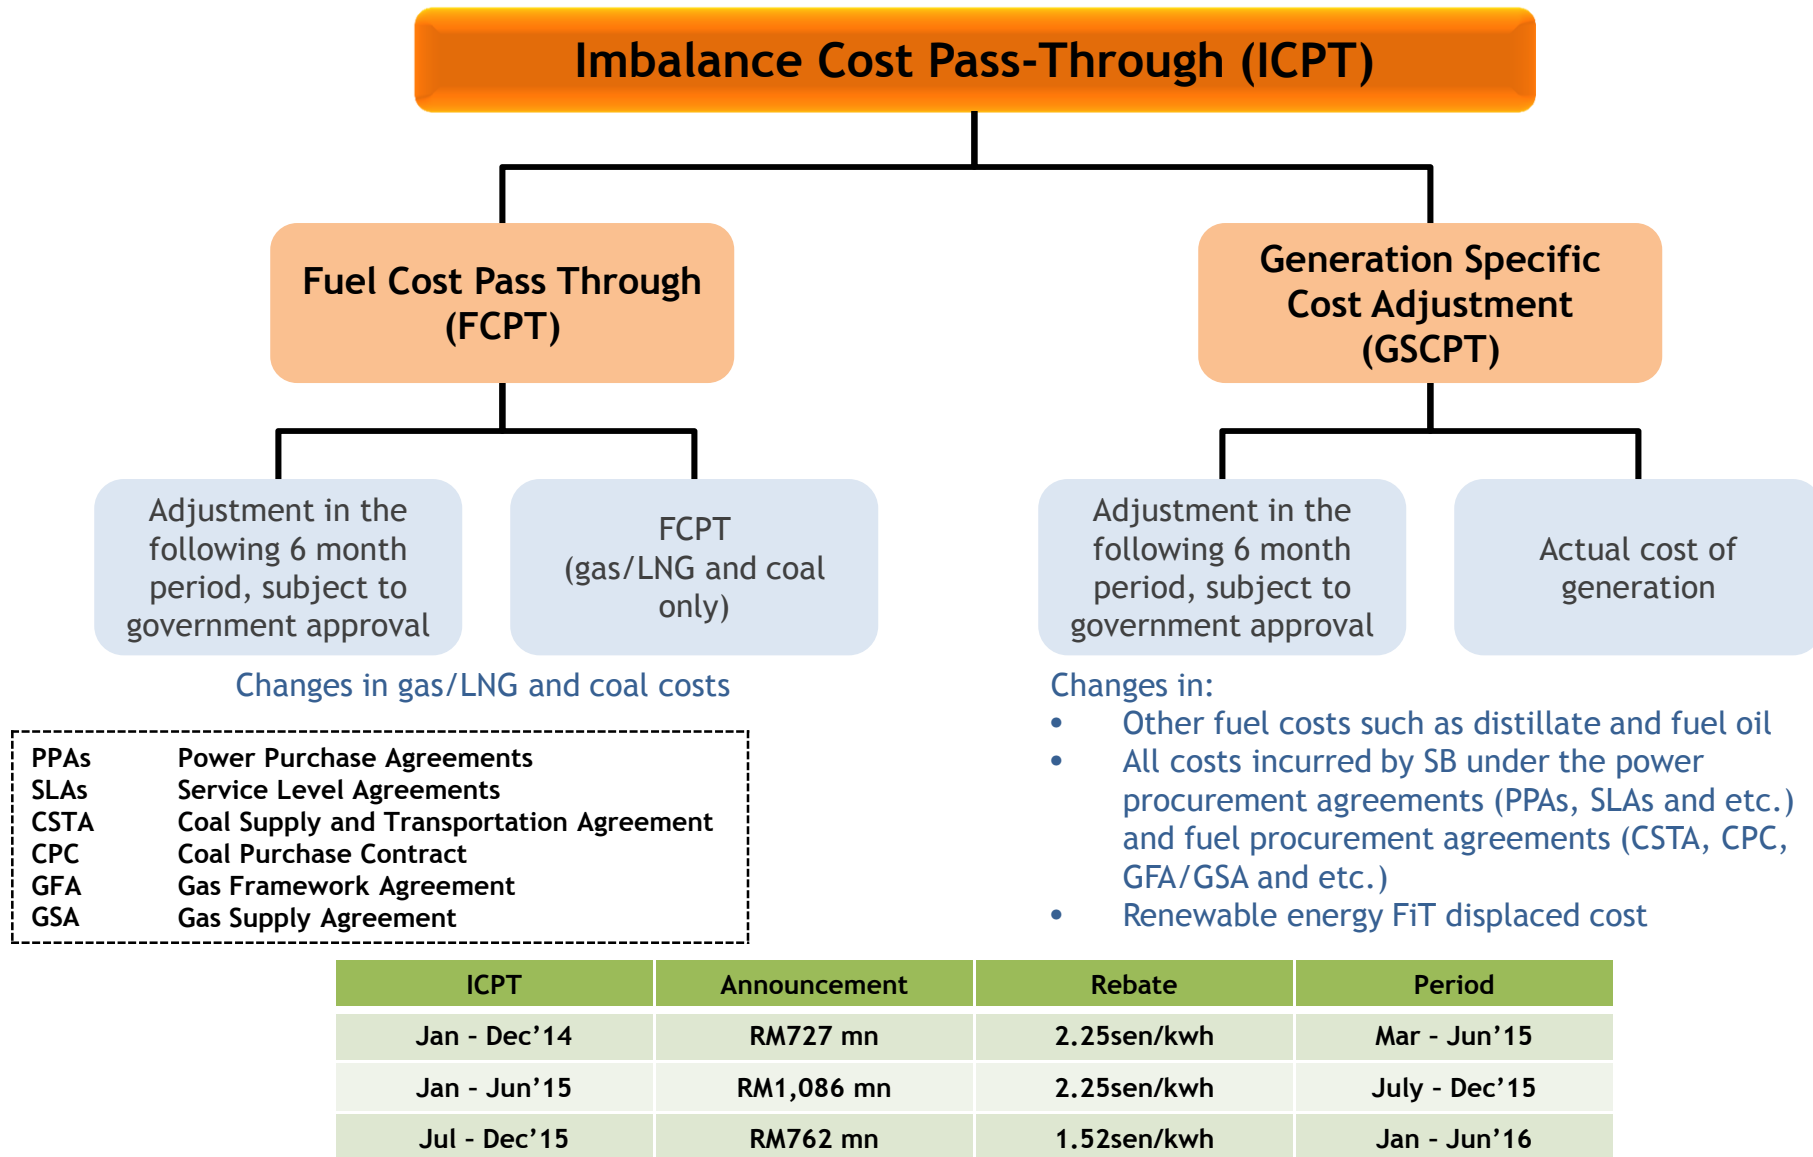 Imbalance Cost Pass-Through (ICPT)
Fuel Cost Pass Through
(FCPT)
Generation Specific
Cost Adjustment
(GSCPT)
Adjustment in the
following 6 month
period, subject to
government approval
FCPT
(gas/LNG and coal
only)
Adjustment in the
following 6 month
period, subject to
government approval
Actual cost of
generation
Changes in gas/LNG and coal costs
Changes in:
• Other fuel costs such as distillate and fuel oil
• All costs incurred by SB under the power
procurement agreements (PPAs, SLAs and etc.)
and fuel procurement agreements (CSTA, CPC,
GFA/GSA and etc.)
• Renewable energy FiT displaced cost
PPAs Power Purchase Agreements
SLAs Service Level Agreements
CSTA Coal Supply and Transportation Agreement
CPC Coal Purchase Contract
GFA Gas Framework Agreement
GSA Gas Supply Agreement
ICPT Announcement Rebate Period
Jan – Dec’14 RM727 mn 2.25sen/kwh Mar – Jun’15
Jan – Jun’15 RM1,086 mn 2.25sen/kwh July – Dec’15
Jul – Dec’15 RM762 mn 1.52sen/kwh Jan – Jun’16